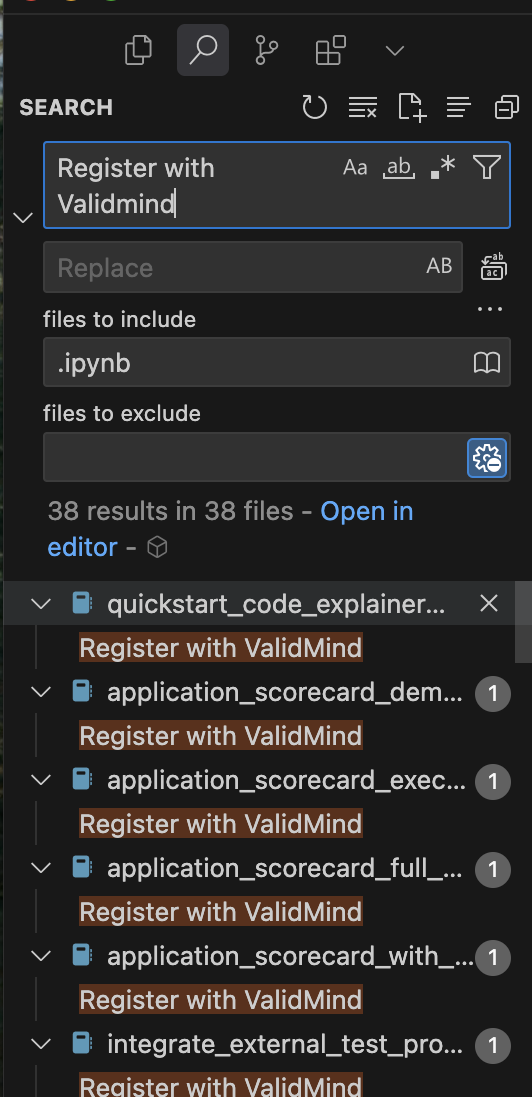 SEARCH
Register with
Validmind
Aa
ab
.*
Replace
AB
ab
ac
...
files to include
.ipynb
files to exclude
38 results in 38 files - Open in
editor -
quickstart_code_explainer...
Register with ValidMind
application_scorecard_dem... 1
Register with ValidMind
application_scorecard_exec... 1
Register with ValidMind
application_scorecard_full_... 1
Register with ValidMind
application_scorecard_with_... 1
Register with ValidMind
integrate_external_test_pro... 1
Register with ValidMind